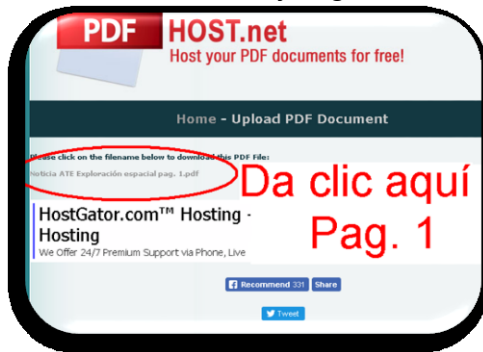 PDF HOST.net
Host your PDF documents for free!
Home - Upload PDF Document
Please click on the filename below to download this PDF File:
Noticia ATE Exploración espacial pag. 1.pdf
Da clic aquí
Pag. 1
HostGator.com™ Hosting -
Hosting
We Offer 24/7 Premium Support via Phone, Live
Recommend 331 Share
Tweet